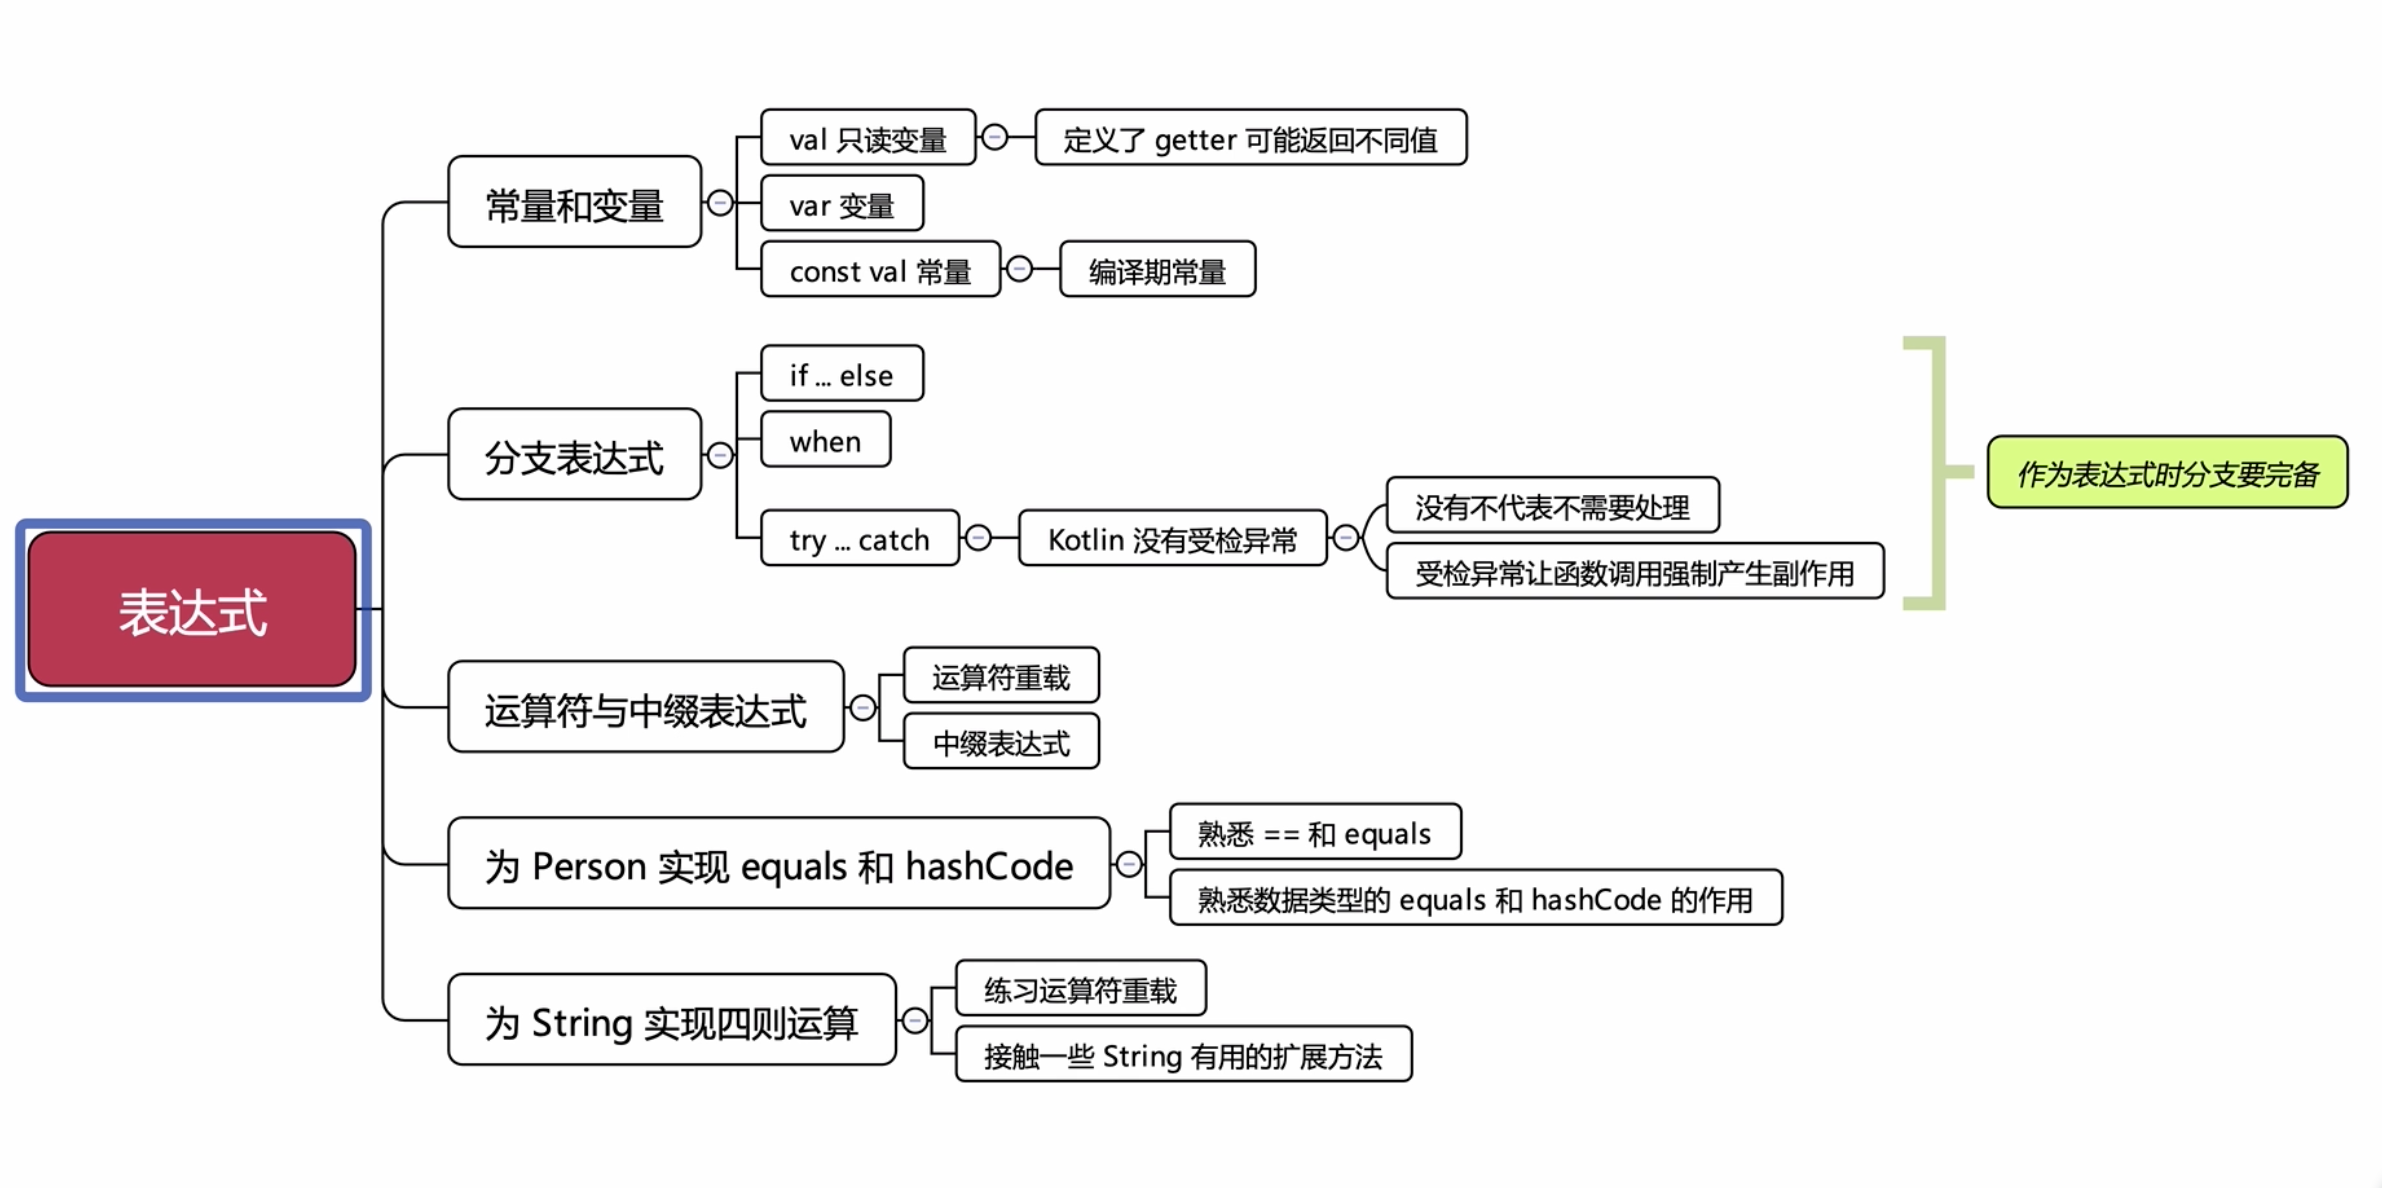 表达式
常量和变量
val 只读变量
定义了 getter 可能返回不同值
var 变量
const val 常量
编译期常量
分支表达式
if ... else
when
try ... catch
Kotlin 没有受检异常
没有不代表不需要处理
受检异常让函数调用强制产生副作用
作为表达式时分支要完备
运算符与中缀表达式
运算符重载
中缀表达式
为 Person 实现 equals 和 hashCode
熟悉 == 和 equals
熟悉数据类型的 equals 和 hashCode 的作用
为 String 实现四则运算
练习运算符重载
接触一些 String 有用的扩展方法